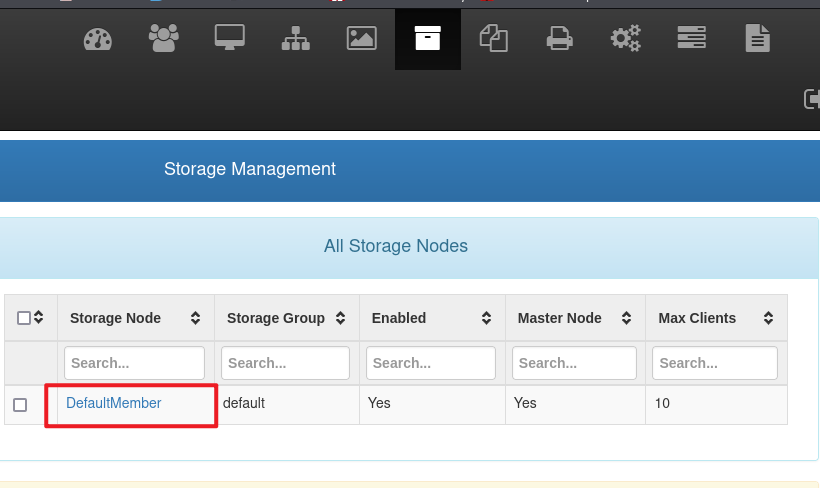 Storage Management
All Storage Nodes
Storage Node Storage Group Enabled Master Node Max Clients
Search... Search... Search... Search... Search...
DefaultMember default Yes Yes 10